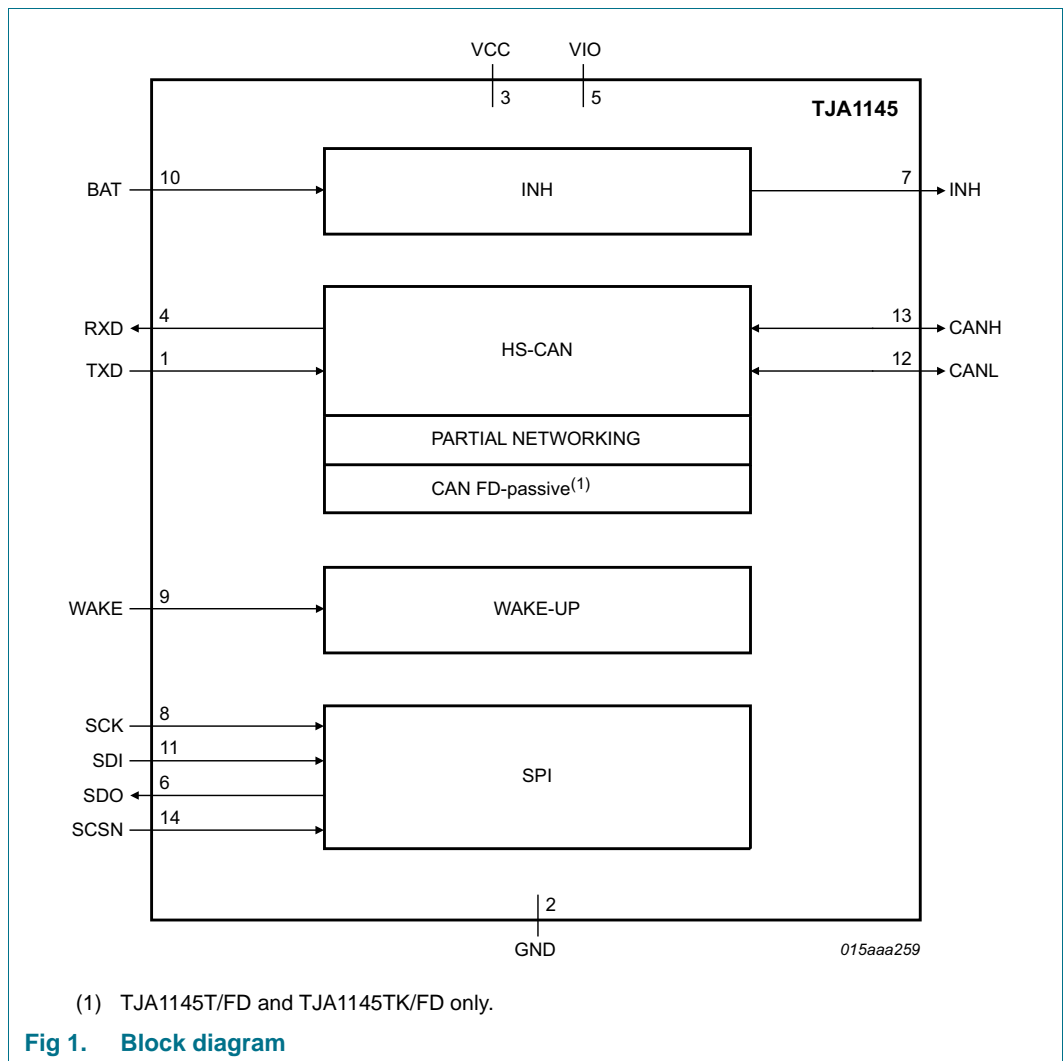 VCC VIO
3 5
TJA1145
BAT 10 INH 7 INH
RXD 4 13 CANH
HS-CAN
TXD 1 12 CANL
PARTIAL NETWORKING
CAN FD-passive(1)
WAKE 9 WAKE-UP
SCK 8
SDI 11
SPI
SDO 6
SCSN 14
2
GND
015aaa259
(1) TJA1145T/FD and TJA1145TK/FD only.
Fig 1. Block diagram